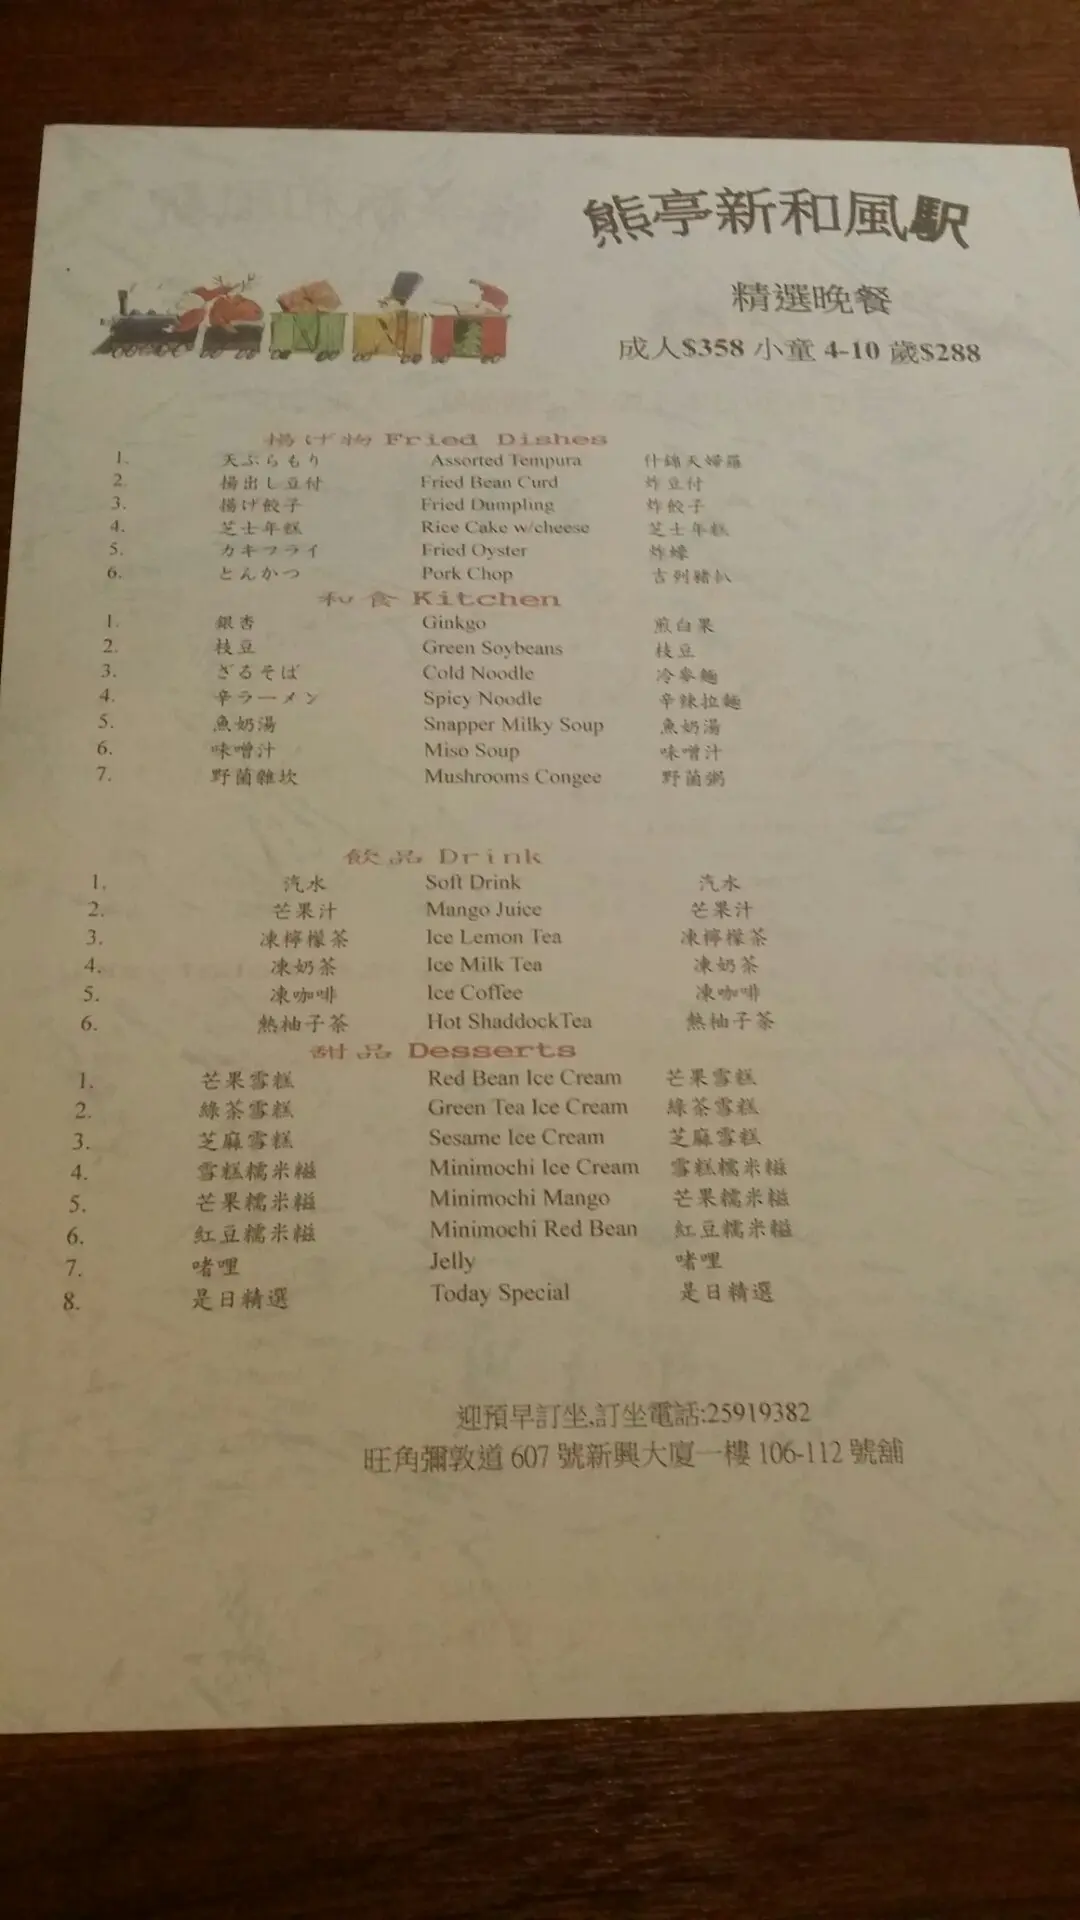 熊亭新和風駅
精選晚餐
成人$358 小童 4-10 歲$288
揚げ物 Fried Dishes
1. 天ぷらもり Assorted Tempura 什錦天婦羅
2. 揚出し豆付 Fried Bean Curd 炸豆付
3. 揚げ餃子 Fried Dumpling 炸餃子
4. 芝士年糕 Rice Cake w/cheese 芝士年糕
5. カキフライ Fried Oyster 炸蠔
6. とんかつ Pork Chop 吉列豬扒
和食 Kitchen
1. 銀杏 Ginkgo 煎白果
2. 枝豆 Green Soybeans 枝豆
3. ざるそば Cold Noodle 冷麥麵
4. 辛ラーメン Spicy Noodle 辛辣拉麵
5. 魚奶湯 Snapper Milky Soup 魚奶湯
6. 味噌汁 Miso Soup 味噌汁
7. 野菌雜炊 Mushrooms Congee 野菌粥
飲品 Drink
1. 汽水 Soft Drink 汽水
2. 芒果汁 Mango Juice 芒果汁
3. 凍檸檬茶 Ice Lemon Tea 凍檸檬茶
4. 凍奶茶 Ice Milk Tea 凍奶茶
5. 凍咖啡 Ice Coffee 凍咖啡
6. 熱柚子茶 Hot ShaddockTea 熱柚子茶
甜品 Desserts
1. 芒果雪糕 Red Bean Ice Cream 芒果雪糕
2. 綠茶雪糕 Green Tea Ice Cream 綠茶雪糕
3. 芝麻雪糕 Sesame Ice Cream 芝麻雪糕
4. 雪糕糯米糍 Minimochi Ice Cream 雪糕糯米糍
5. 芒果糯米糍 Minimochi Mango 芒果糯米糍
6. 紅豆糯米糍 Minimochi Red Bean 紅豆糯米糍
7. 啫哩 Jelly 啫哩
8. 是日精選 Today Special 是日精選
迎預早訂坐,訂坐電話:25919382
旺角彌敦道 607 號新興大廈一樓 106-112 號舖